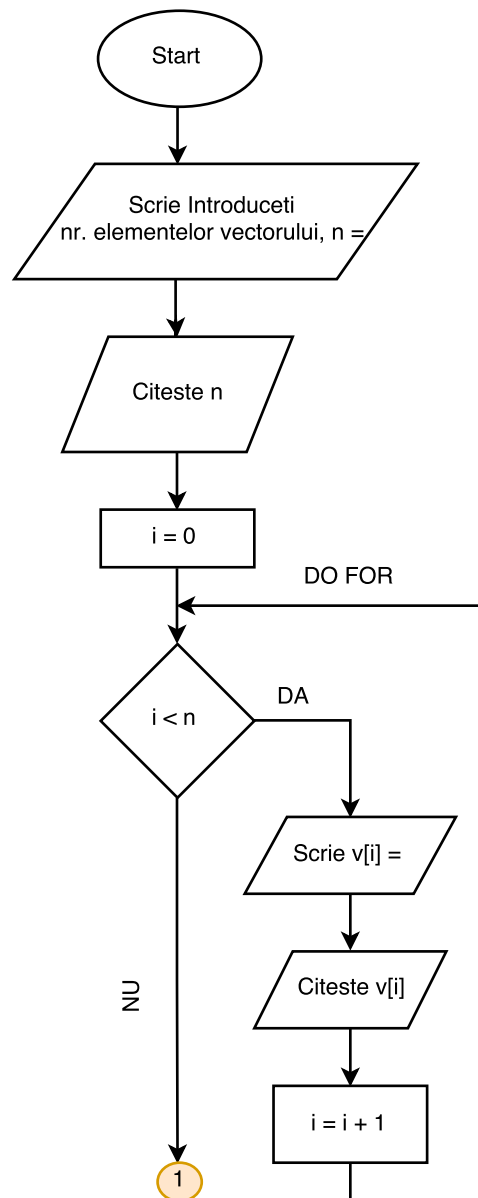 Start
Scrie Introduceti
nr. elementelor vectorului, n =
Citeste n
i = 0
DO FOR
i < n
DA
Scrie v[i] =
Citeste v[i]
NU
i = i + 1
1